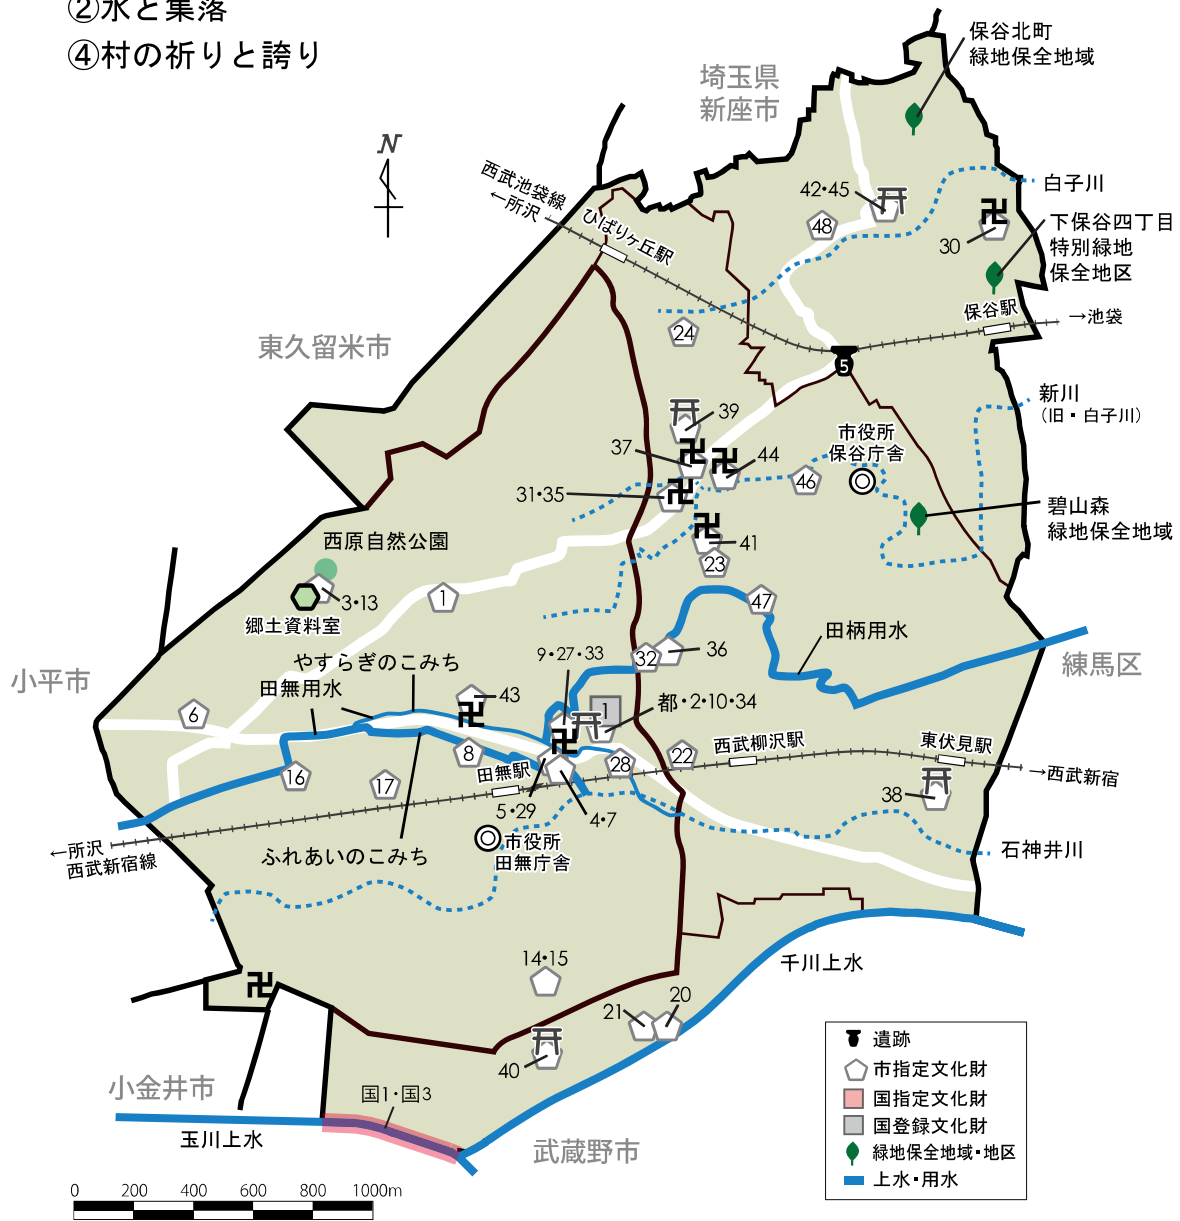 ②水と集落
④村の祈りと誇り
保谷北町
緑地保全地域
埼玉県
新座市
N
西武池袋線
←所沢
ひばりヶ丘駅
42・45
白子川
48
30
下保谷四丁目
特別緑地
保全地区
保谷駅
→池袋
東久留米市
24
5
新川
(旧・白子川)
39
市役所
保谷庁舎
37
44
46
31・35
碧山森
緑地保全地域
西原自然公園
41
23
3・13
1
47
郷土資料室
田柄用水
小平市
やすらぎのこみち
9・27・33
32
36
練馬区
田無用水
43
1
都・2・10・34
6
西武柳沢駅
東伏見駅
8
22
→西武新宿
16
17
田無駅
28
38
5・29
4・7
←所沢
西武新宿線
ふれあいのこみち
市役所
田無庁舎
石神井川
14・15
千川上水
21
20
40
遺跡
市指定文化財
国指定文化財
国登録文化財
緑地保全地域・地区
上水・用水
小金井市
国1・国3
玉川上水
武蔵野市
0 200 400 600 800 1000m